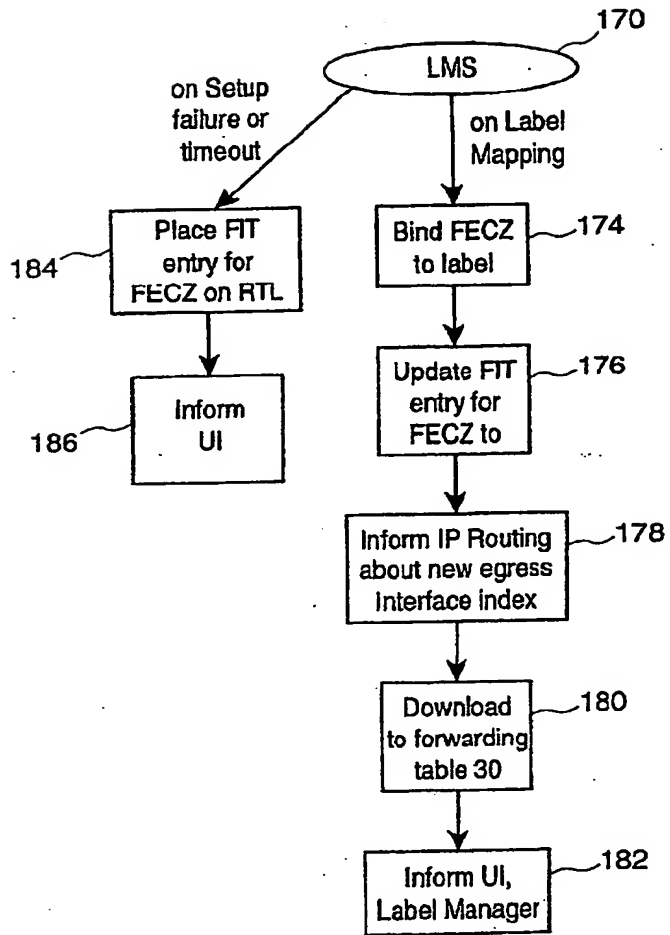 170
LMS
on Setup
failure or
timeout
on Label
Mapping
184
Place FIT
entry for
FECZ on RTL
Bind FECZ
to label
174
186
Inform
UI
Update FIT
entry for
FECZ to
176
Inform IP Routing
about new egress
Interface index
178
Download
to forwarding
table 30
180
Inform UI,
Label Manager
182